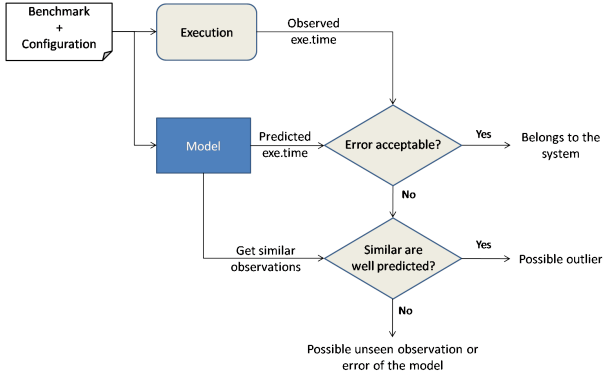 Benchmark
+
Configuration
Execution
Observed
exe.time
Model
Predicted
exe.time
Error acceptable?
Yes
Belongs to the
system
No
Get similar
observations
Similar are
well predicted?
Yes
Possible outlier
No
Possible unseen observation or
error of the model